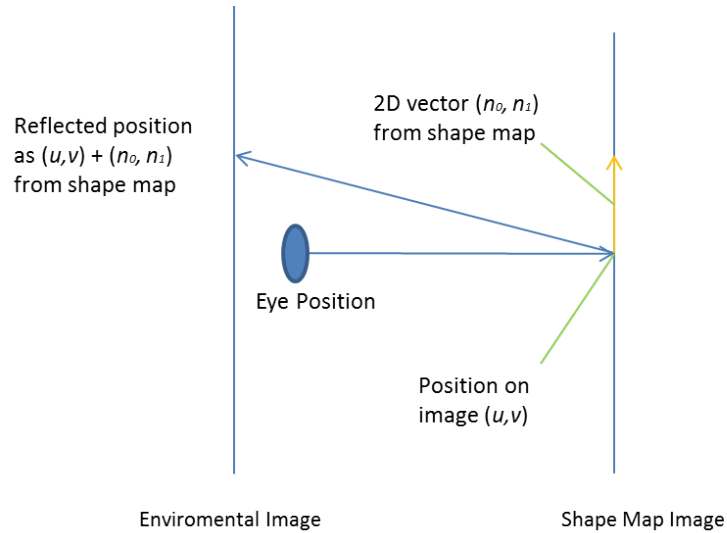 Reflected position
as (u,v) + (n₀, n₁)
from shape map
2D vector (n₀, n₁)
from shape map
Eye Position
Position on
image (u,v)
Enviromental Image
Shape Map Image